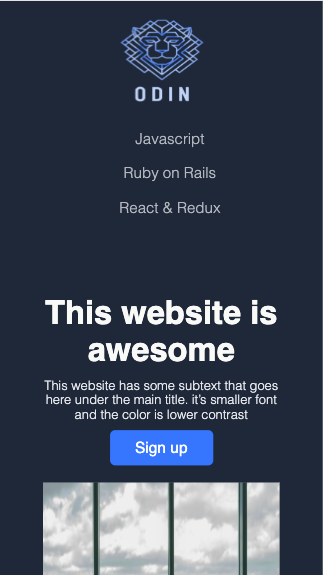 ODIN
Javascript
Ruby on Rails
React & Redux
This website is
awesome
This website has some subtext that goes
here under the main title. it’s smaller font
and the color is lower contrast
Sign up